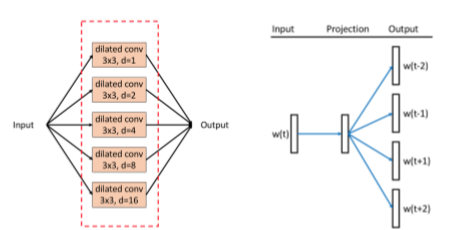 dilated conv
3x3, d=1
dilated conv
3x3, d=2
Input
dilated conv
3x3, d=4
Output
dilated conv
3x3, d=8
dilated conv
3x3, d=16
Input Projection Output
w(t-2)
w(t-1)
w(t)
w(t+1)
w(t+2)